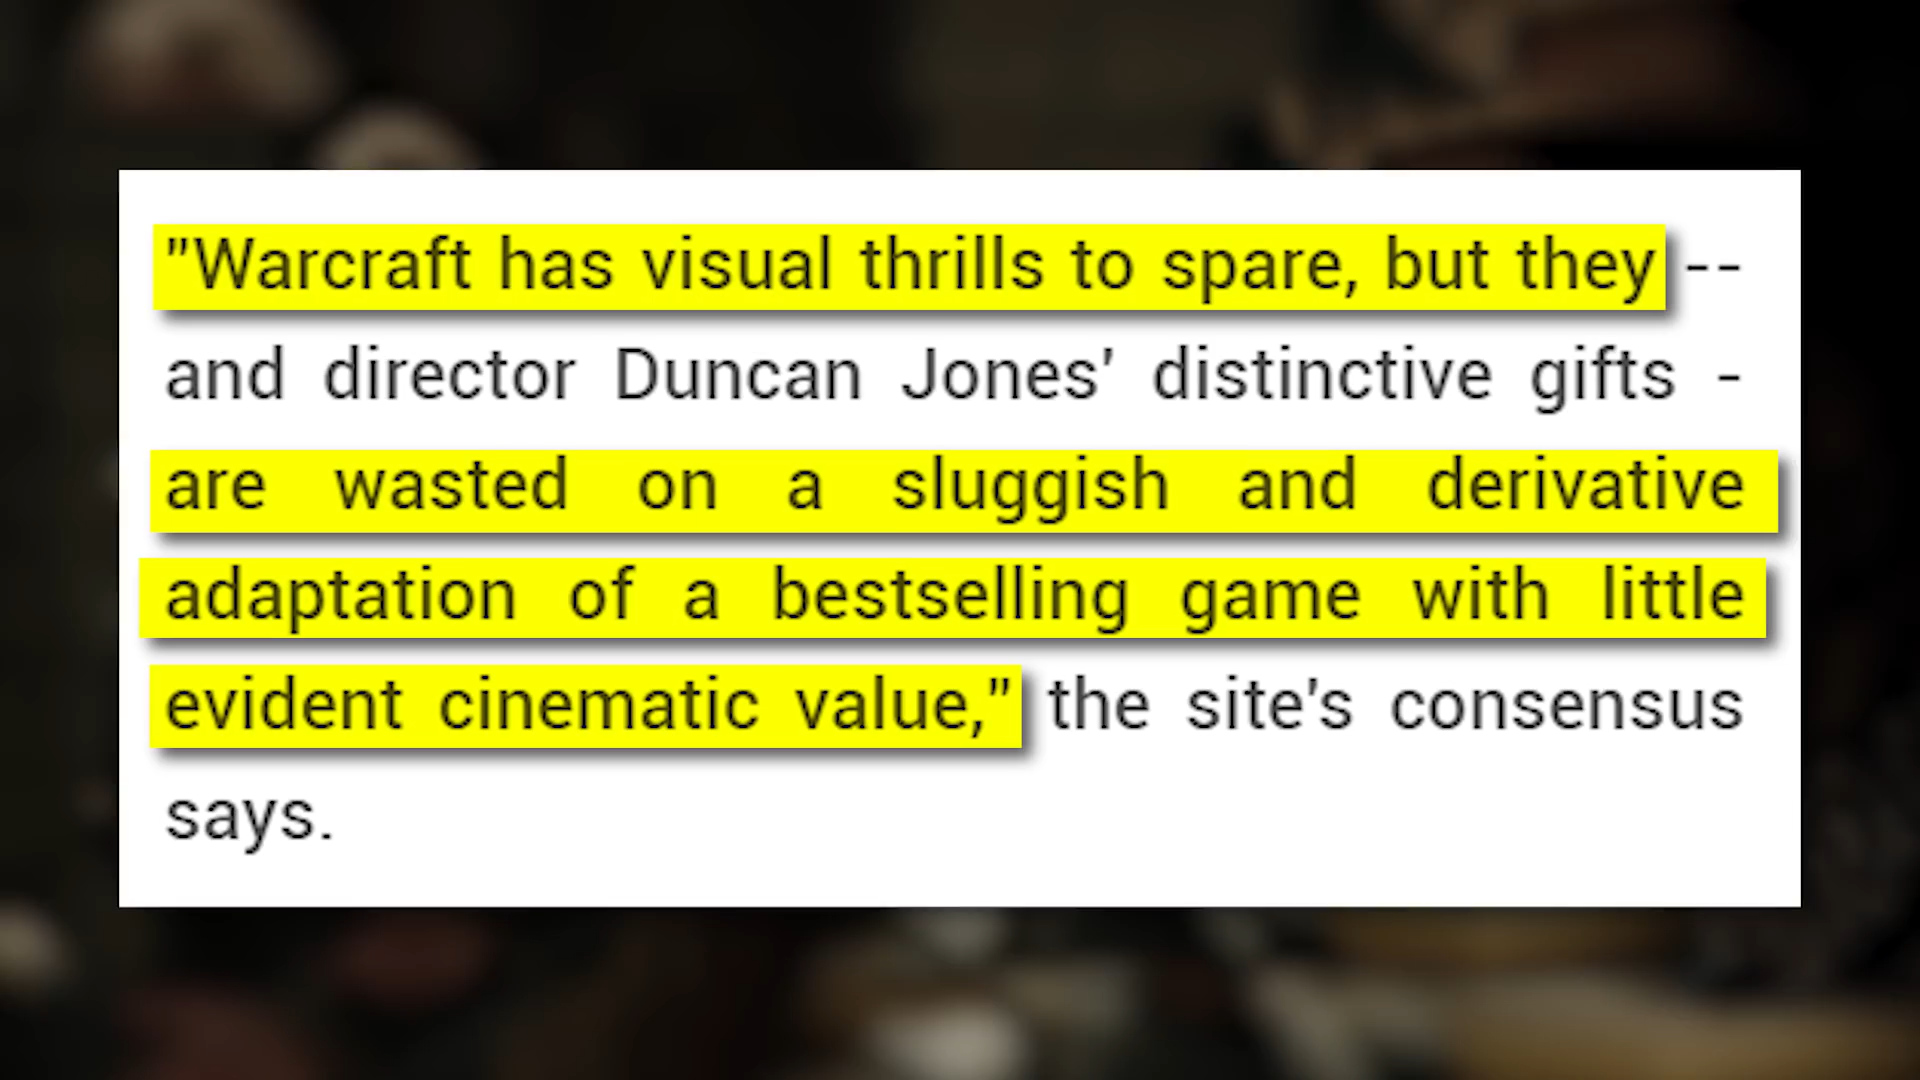 "Warcraft has visual thrills to spare, but they --
and director Duncan Jones’ distinctive gifts -
are wasted on a sluggish and derivative
adaptation of a bestselling game with little
evident cinematic value,” the site’s consensus
says.